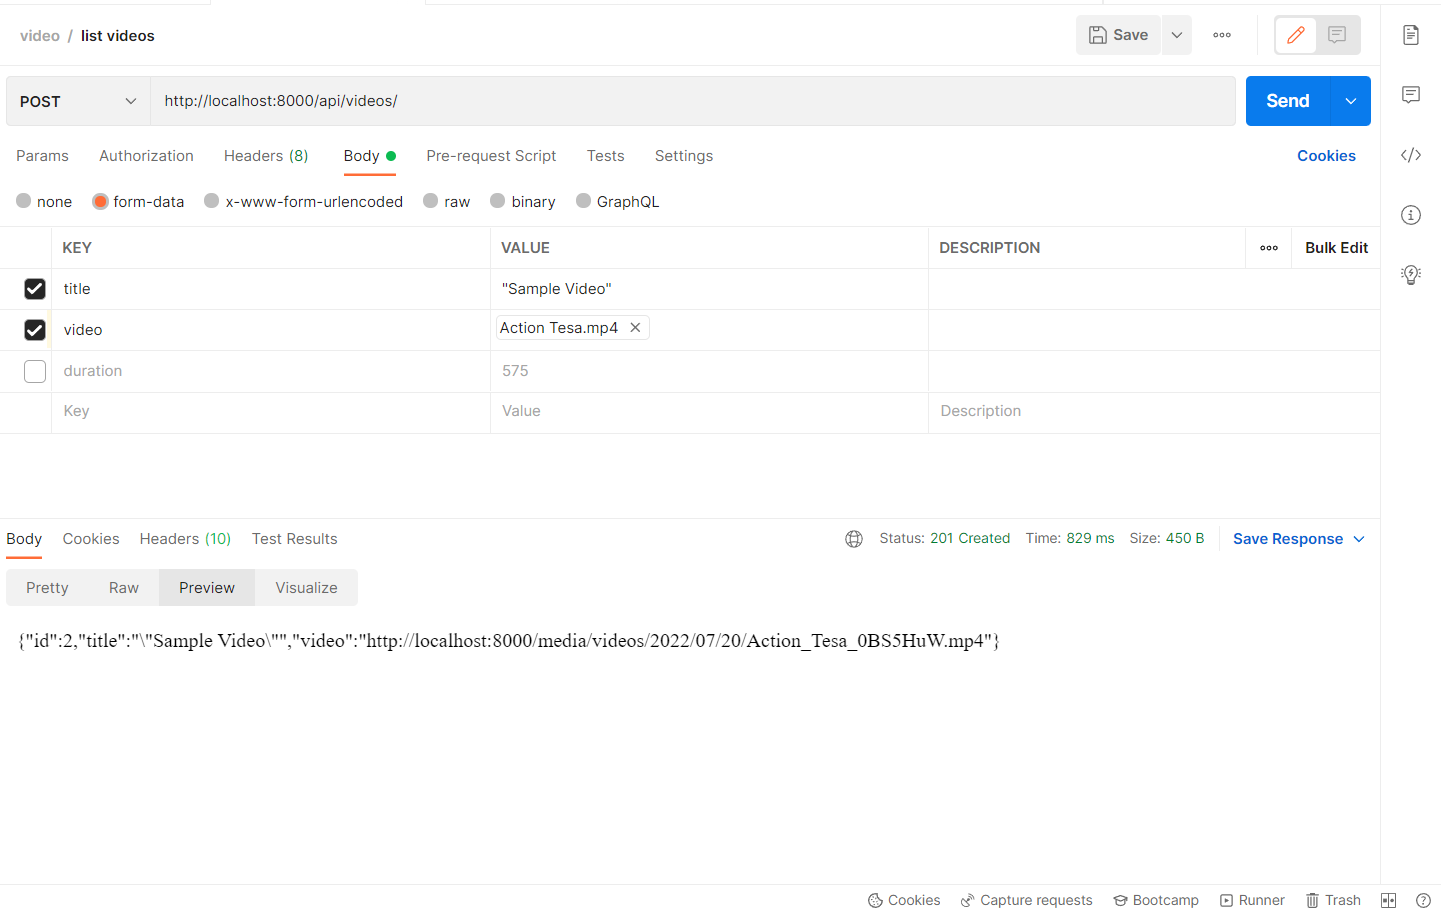 video / list videos
Save
POST
http://localhost:8000/api/videos/
Send
Params Authorization Headers (8) Body Pre-request Script Tests Settings Cookies
none form-data x-www-form-urlencoded raw binary GraphQL
KEY VALUE DESCRIPTION Bulk Edit
title "Sample Video"
video Action Tesa.mp4
duration 575
Key Value Description
Body Cookies Headers (10) Test Results Status: 201 Created Time: 829 ms Size: 450 B Save Response
Pretty Raw Preview Visualize
{"id":2,"title":"\"Sample Video\"","video":"http://localhost:8000/media/videos/2022/07/20/Action_Tesa_0BS5HuW.mp4"}
Cookies Capture requests Bootcamp Runner Trash